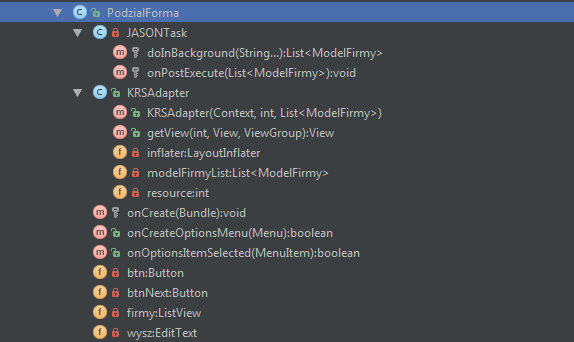 PodzialForma
JASONTask
doInBackground(String...):List<ModelFirmy>
onPostExecute(List<ModelFirmy>):void
KRSAdapter
KRSAdapter(Context, int, List<ModelFirmy>)
getView(int, View, ViewGroup):View
inflater:LayoutInflater
modelFirmyList:List<ModelFirmy>
resource:int
onCreate(Bundle):void
onCreateOptionsMenu(Menu):boolean
onOptionsItemSelected(MenuItem):boolean
btn:Button
btnNext:Button
firmy:ListView
wysz:EditText